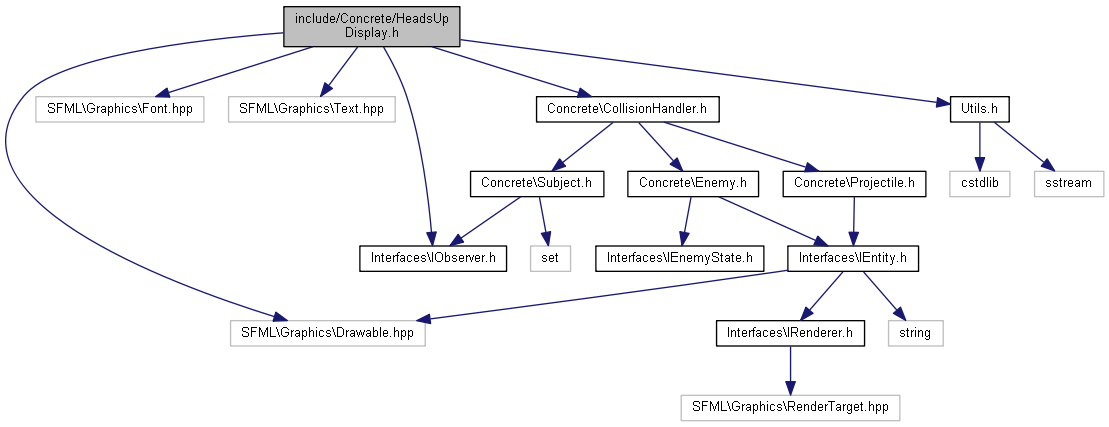 include/Concrete/HeadsUp
Display.h
SFML\Graphics\Font.hpp
SFML\Graphics\Text.hpp
Concrete\CollisionHandler.h
Utils.h
Concrete\Subject.h
Concrete\Enemy.h
Concrete\Projectile.h
cstdlib
sstream
Interfaces\IObserver.h
set
Interfaces\IEnemyState.h
Interfaces\IEntity.h
SFML\Graphics\Drawable.hpp
Interfaces\IRenderer.h
string
SFML\Graphics\RenderTarget.hpp